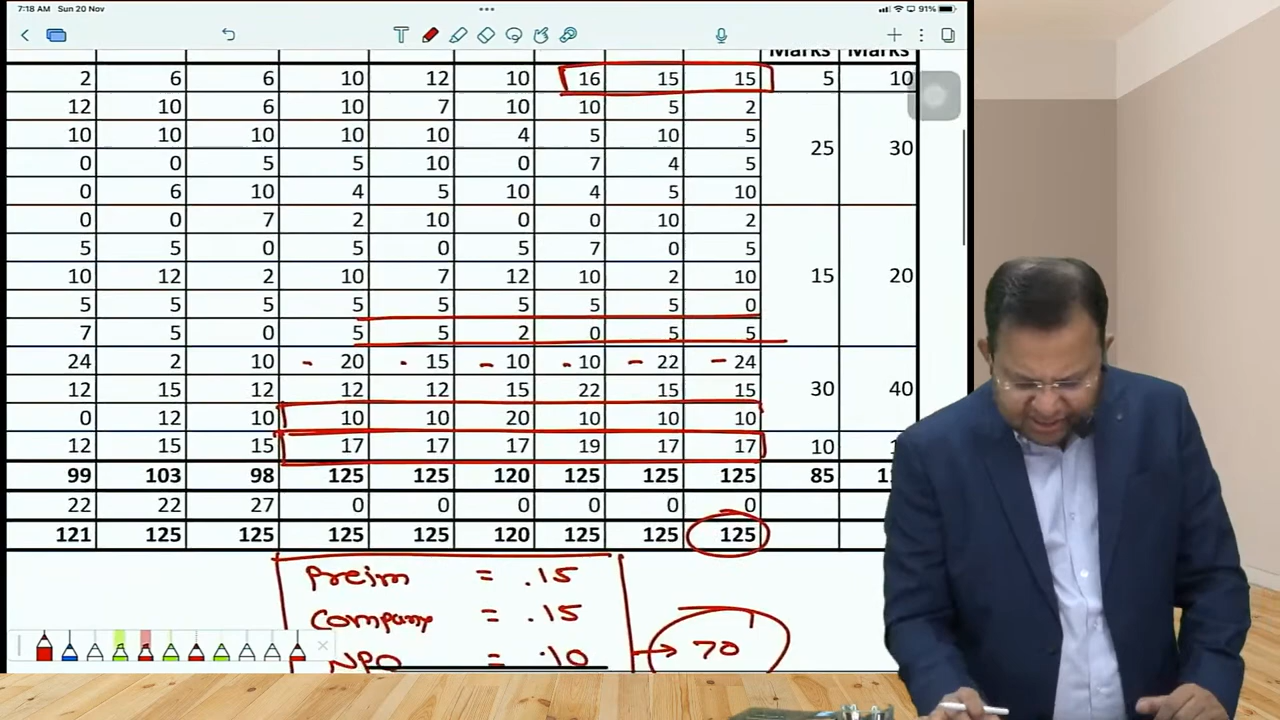 7:18 AM Sun 20 Nov 91%
Marks Marks
2 6 6 10 12 10 16 15 15 5 10
12 10 6 10 7 10 10 5 2
10 10 10 10 10 4 5 10 5 25 30
0 0 5 5 10 0 7 4 5
0 6 10 4 5 10 4 5 10
0 0 7 2 10 0 0 10 2
5 5 0 5 0 5 7 0 5
10 12 2 10 7 12 10 2 10 15 20
5 5 5 5 5 5 5 5 0
7 5 0 5 5 2 0 5 5
24 2 10 - 20 - 15 - 10 - 10 - 22 - 24
12 15 12 12 12 15 22 15 15 30 40
0 12 10 10 10 20 10 10 10
12 15 15 17 17 17 19 17 17 10
99 103 98 125 125 120 125 125 125 85
22 22 27 0 0 0 0 0 0
121 125 125 125 125 120 125 125 125
Preim = .15
Company = .15
NPO = .10
70